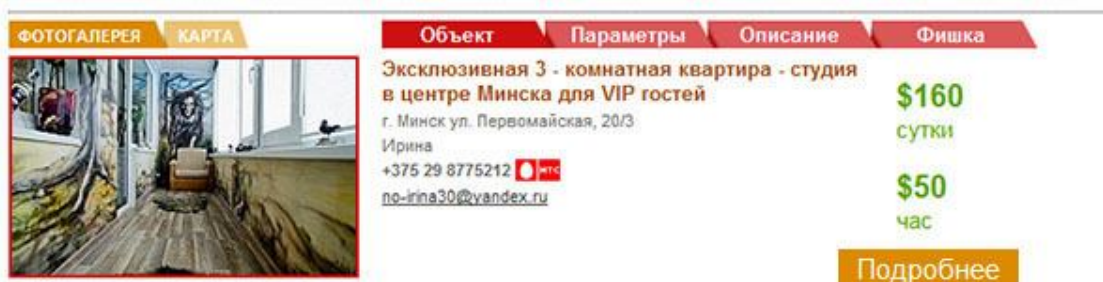 ФОТОГАЛЕРЕЯ КАРТА
Объект Параметры Описание Фишка
Эксклюзивная 3 - комнатная квартира - студия
в центре Минска для VIP гостей
г. Минск ул. Первомайская, 20/3
Ирина
+375 29 8775212 МТС
no-irina30@yandex.ru
$160
сутки
$50
час
Подробнее